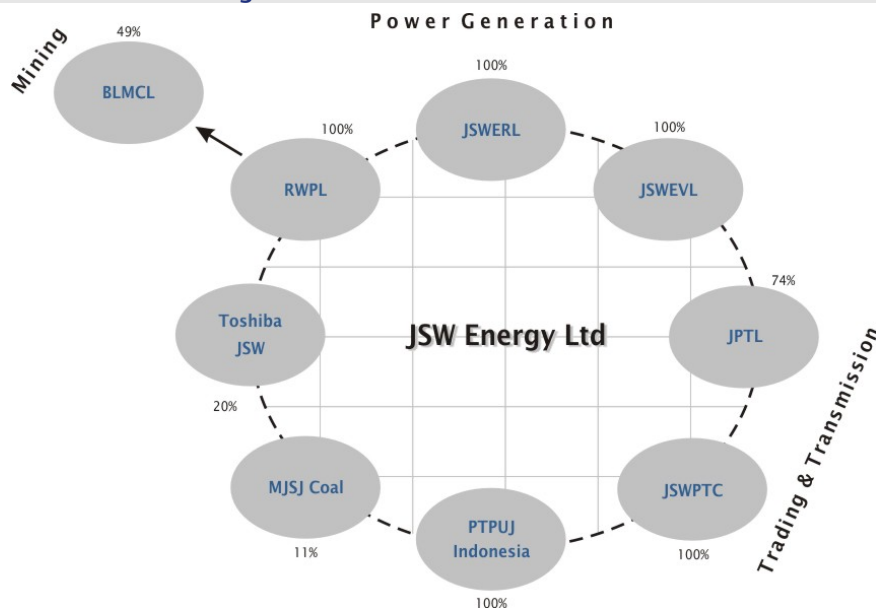 Power Generation
Mining
49%
BLMCL
100%
JSWERL
100%
RWPL
100%
JSWEVL
74%
JPTL
Toshiba
JSW
20%
JSW Energy Ltd
Trading & Transmission
MJSJ Coal
11%
PTPUJ
Indonesia
100%
JSWPTC
100%